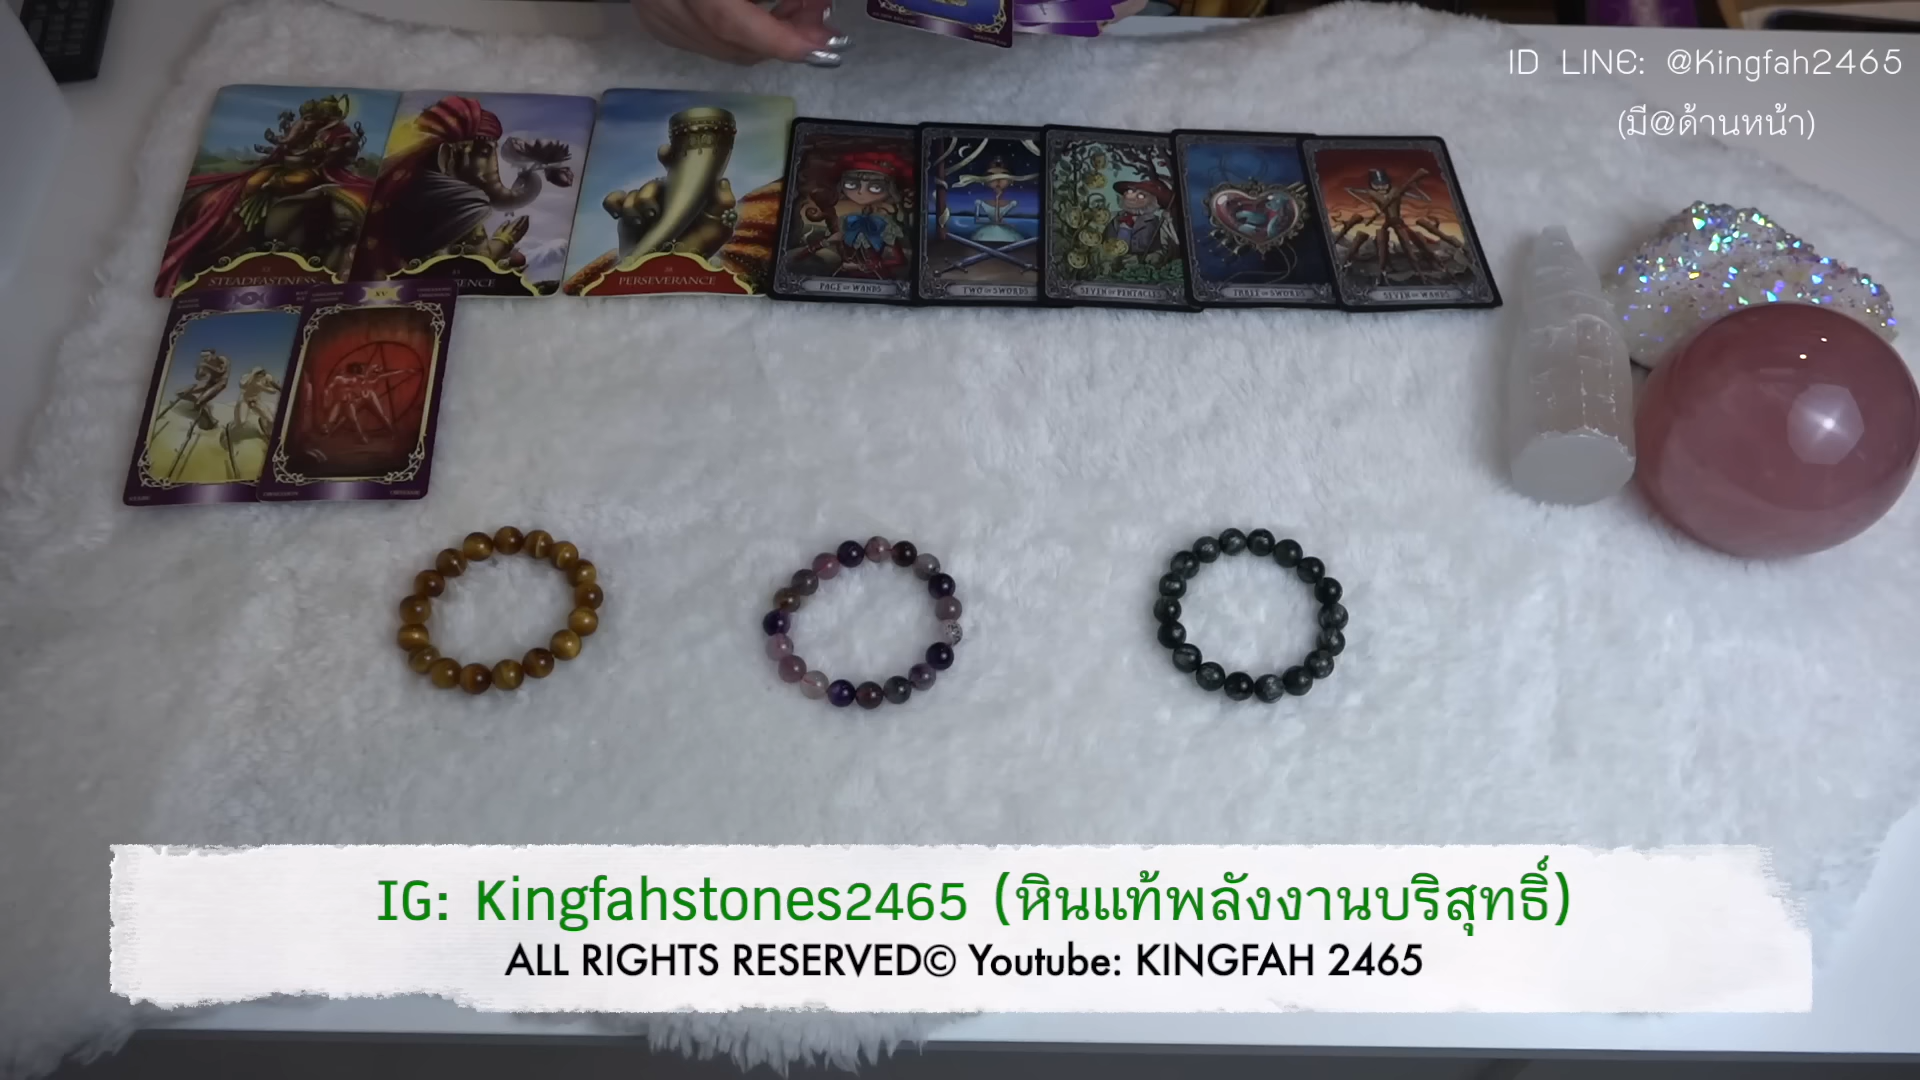 ID LINE: @Kingfah2465
(มี@ด้านหน้า)
STEADFASTNESS
PERSEVERANCE
PAGE OF WANDS
TWO OF SWORDS
SEVEN OF PENTACLES
THREE OF SWORDS
SEVEN OF WANDS
XV
IG: Kingfahstones2465 (หินแท้พลังงานบริสุทธิ์)
ALL RIGHTS RESERVED© Youtube: KINGFAH 2465